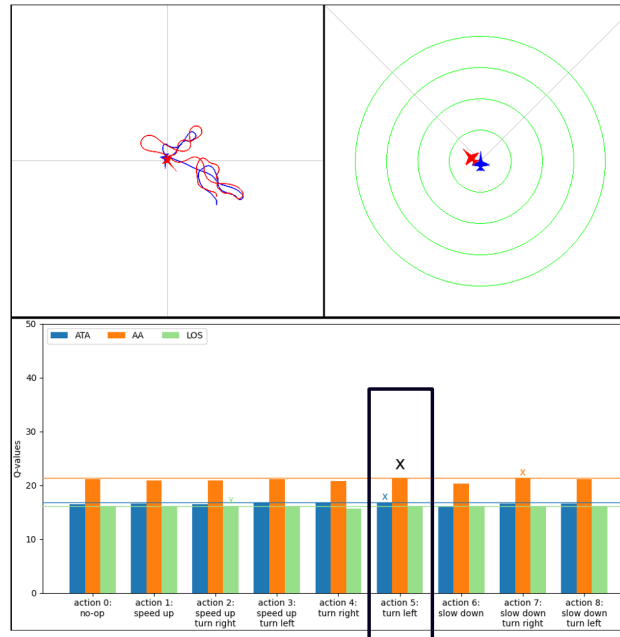 50
ATA AA LOS
40
30
20
10
0
Q-values
X
x
x
x
action 0:
no-op
action 1:
speed up
action 2:
speed up
turn right
action 3:
speed up
turn left
action 4:
turn right
action 5:
turn left
action 6:
slow down
action 7:
slow down
turn right
action 8:
slow down
turn left